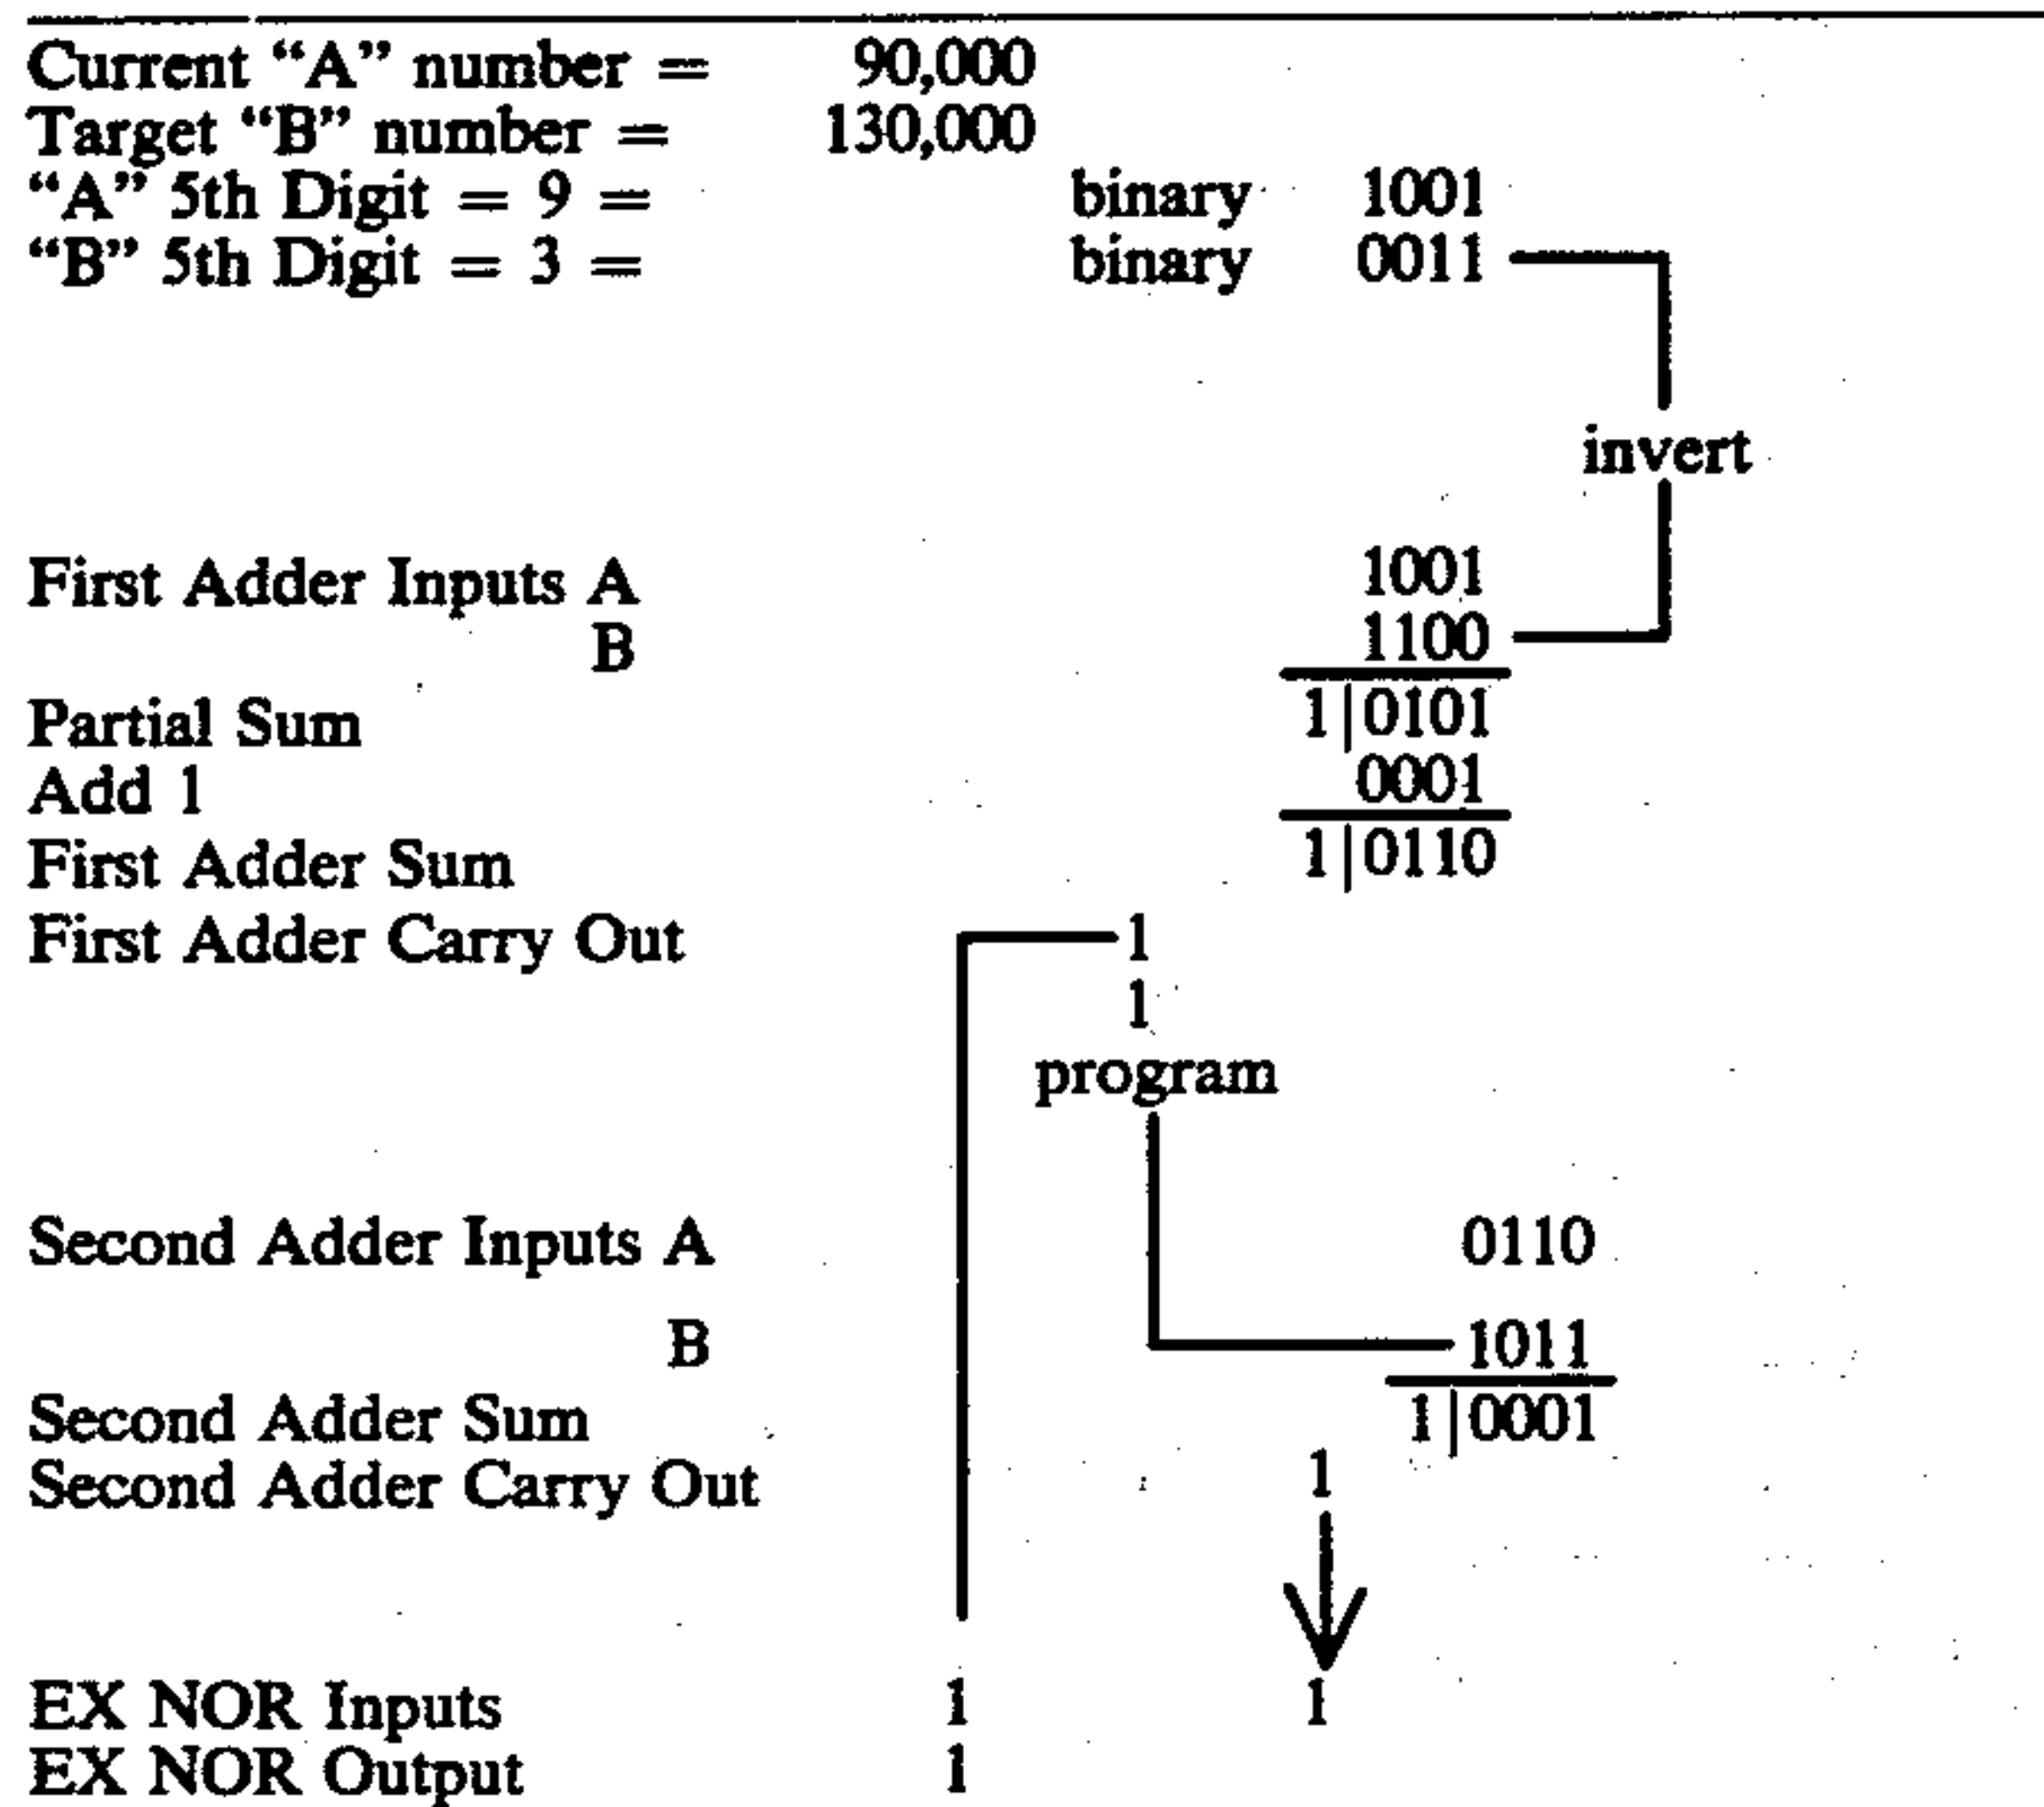 Current “A” number = 90,000
Target “B” number = 130,000
“A” 5th Digit = 9 = binary 1001
“B” 5th Digit = 3 = binary 0011
invert
First Adder Inputs A 1001
B 1100
Partial Sum 1|0101
Add 1 0001
First Adder Sum 1|0110
First Adder Carry Out 1
1
program
Second Adder Inputs A 0110
B 1011
Second Adder Sum 1|0001
Second Adder Carry Out 1
EX NOR Inputs 1 1
EX NOR Output 1